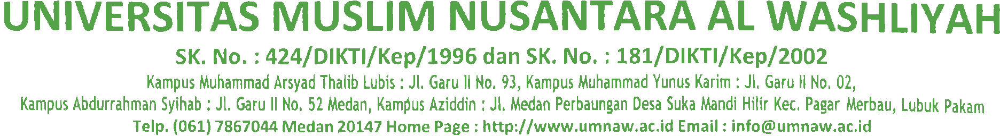 UNIVERSITAS MUSLIM NUSANTARA AL WASHLIYAH
SK. No. : 424/DIKTI/Kep/1996 dan SK. No. : 181/DIKTI/Kep/2002
Kampus Muhammad Arsyad Thalib Lubis : Jl. Garu II No. 93, Kampus Muhammad Yunus Karim : Jl. Garu II No. 02,
Kampus Abdurrahman Syihab : Jl. Garu II No. 52 Medan, Kampus Aziddin : Jl. Medan Perbaungan Desa Suka Mandi Hilir Kec. Pagar Merbau, Lubuk Pakam
Telp. (061) 7867044 Medan 20147 Home Page : http://www.umnaw.ac.id Email : info@umnaw.ac.id